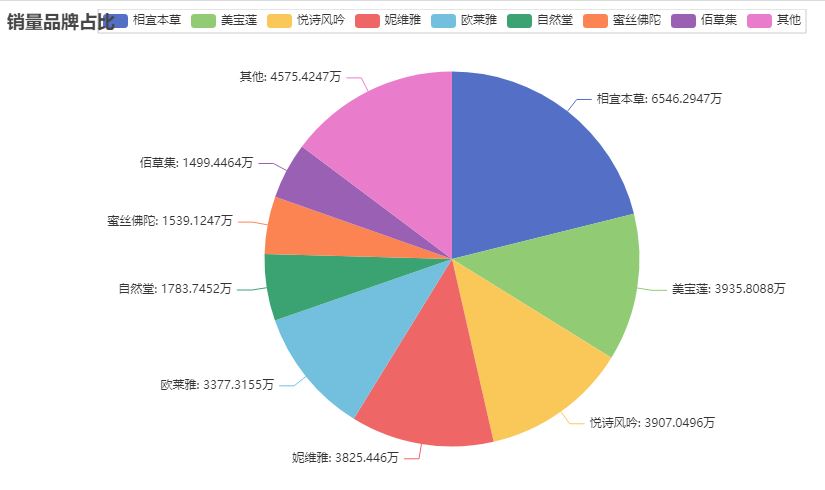 销量品牌占比
相宜本草 美宝莲 悦诗风吟 妮维雅 欧莱雅 自然堂 蜜丝佛陀 佰草集 其他
其他: 4575.4247万
相宜本草: 6546.2947万
佰草集: 1499.4464万
蜜丝佛陀: 1539.1247万
自然堂: 1783.7452万
美宝莲: 3935.8088万
欧莱雅: 3377.3155万
悦诗风吟: 3907.0496万
妮维雅: 3825.446万